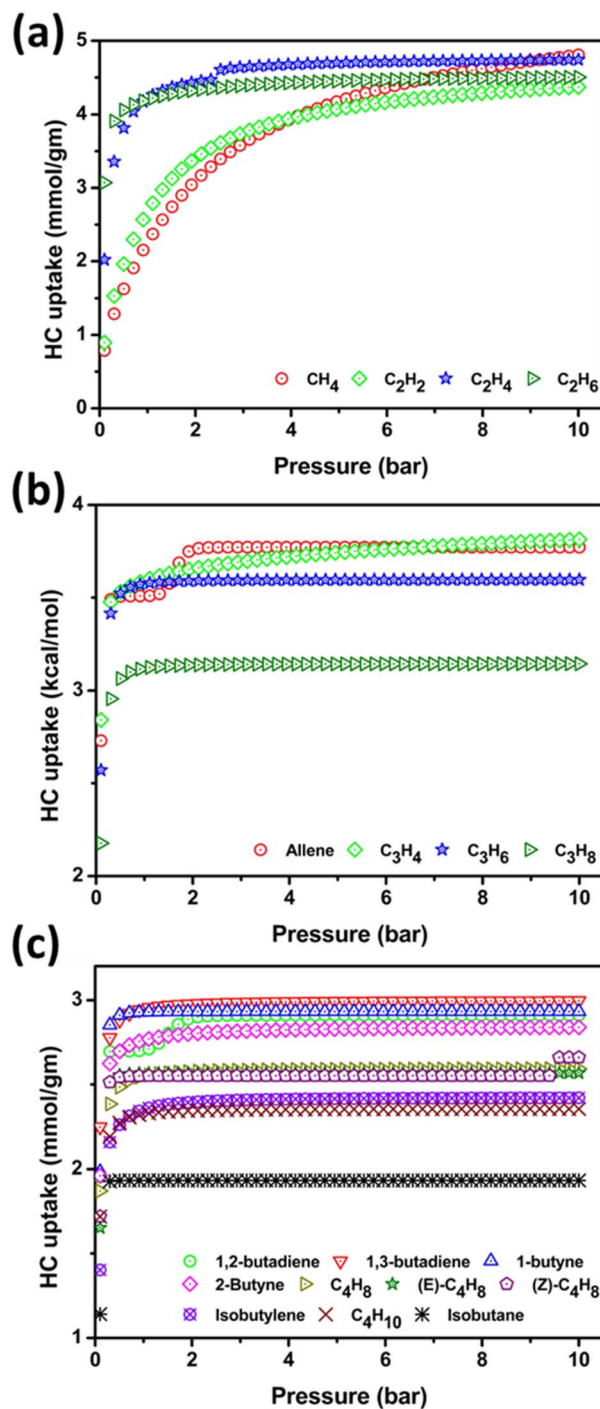 (a)
5
4
3
2
1
0
HC uptake (mmol/gm)
CH4 C2H2 C2H4 C2H6
0 2 4 6 8 10
Pressure (bar)
(b)
4
3
2
HC uptake (kcal/mol)
Allene C3H4 C3H6 C3H8
0 2 4 6 8 10
Pressure (bar)
(c)
3
2
1
HC uptake (mmol/gm)
1,2-butadiene 1,3-butadiene 1-butyne
2-Butyne C4H8 (E)-C4H8 (Z)-C4H8
Isobutylene C4H10 Isobutane
0 2 4 6 8 10
Pressure (bar)